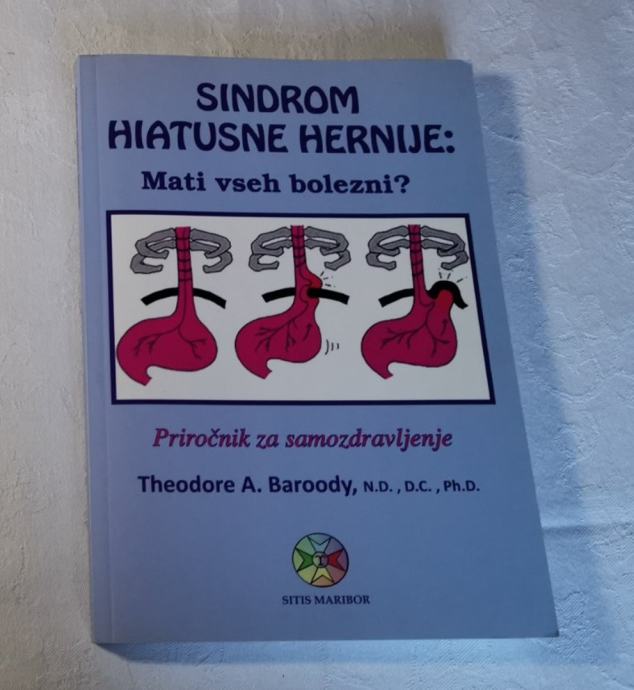 SINDROM
HIATUSNE HERNIJE:
Mati vseh bolezni?
Priročnik za samozdravljenje
Theodore A. Baroody, N.D. , D.C. , Ph.D.
SITIS MARIBOR